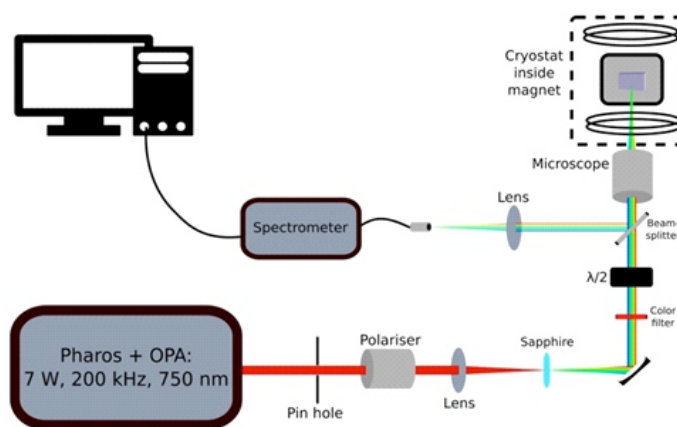 Cryostat
inside
magnet
Microscope
Lens
Spectrometer
Beam-
splitter
λ/2
Color
filter
Pharos + OPA:
7 W, 200 kHz, 750 nm
Polariser
Sapphire
Pin hole
Lens